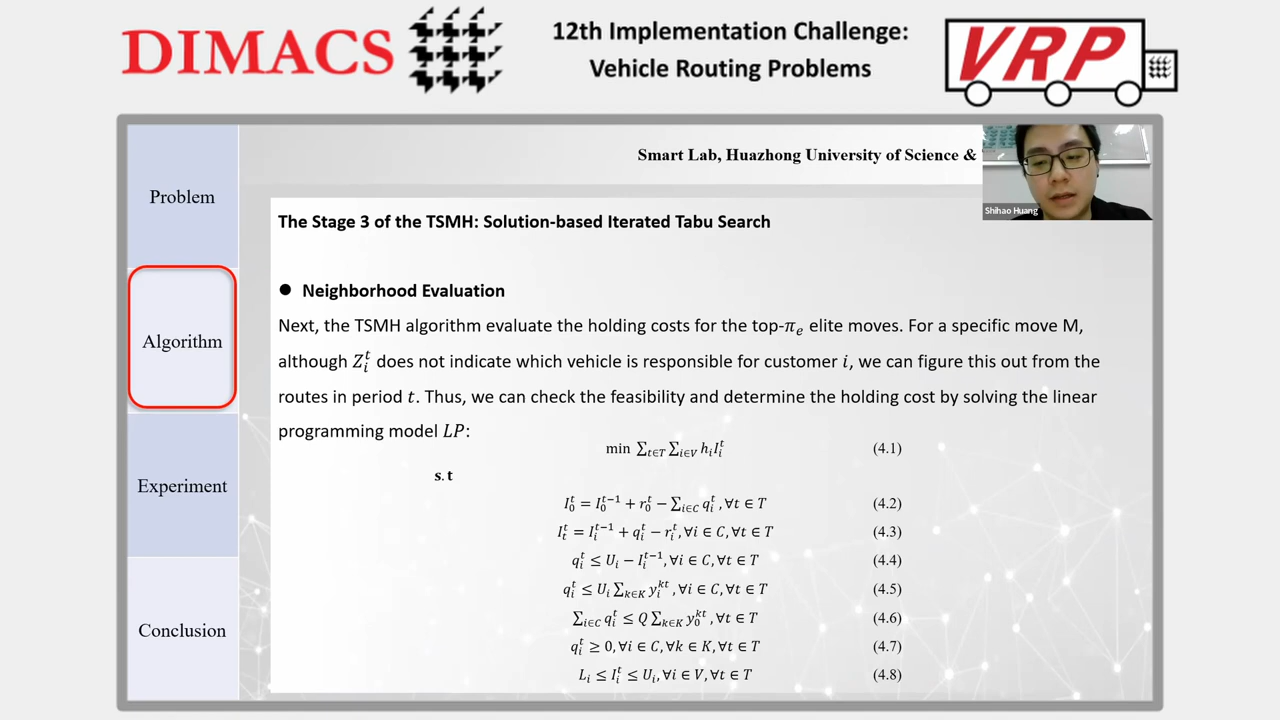 DIMACS
12th Implementation Challenge:
Vehicle Routing Problems
VRP
Smart Lab, Huazhong University of Science &
Shihao Huang
Problem
Algorithm
Experiment
Conclusion
The Stage 3 of the TSMH: Solution-based Iterated Tabu Search
● Neighborhood Evaluation
Next, the TSMH algorithm evaluate the holding costs for the top-π_e elite moves. For a specific move M,
although Z_i^t does not indicate which vehicle is responsible for customer i, we can figure this out from the
routes in period t. Thus, we can check the feasibility and determine the holding cost by solving the linear
programming model LP:
min ∑_{t∈T} ∑_{i∈V} h_i I_i^t (4.1)
s.t
I_0^t = I_0^{t−1} + r_0^t − ∑_{i∈C} q_i^t, ∀t ∈ T (4.2)
I_t^t = I_i^{t−1} + q_i^t − r_i^t, ∀i ∈ C, ∀t ∈ T (4.3)
q_i^t ≤ U_i − I_i^{t−1}, ∀i ∈ C, ∀t ∈ T (4.4)
q_i^t ≤ U_i ∑_{k∈K} y_i^{kt}, ∀i ∈ C, ∀t ∈ T (4.5)
∑_{i∈C} q_i^t ≤ Q ∑_{k∈K} y_0^{kt}, ∀t ∈ T (4.6)
q_i^t ≥ 0, ∀i ∈ C, ∀k ∈ K, ∀t ∈ T (4.7)
L_i ≤ I_i^t ≤ U_i, ∀i ∈ V, ∀t ∈ T (4.8)